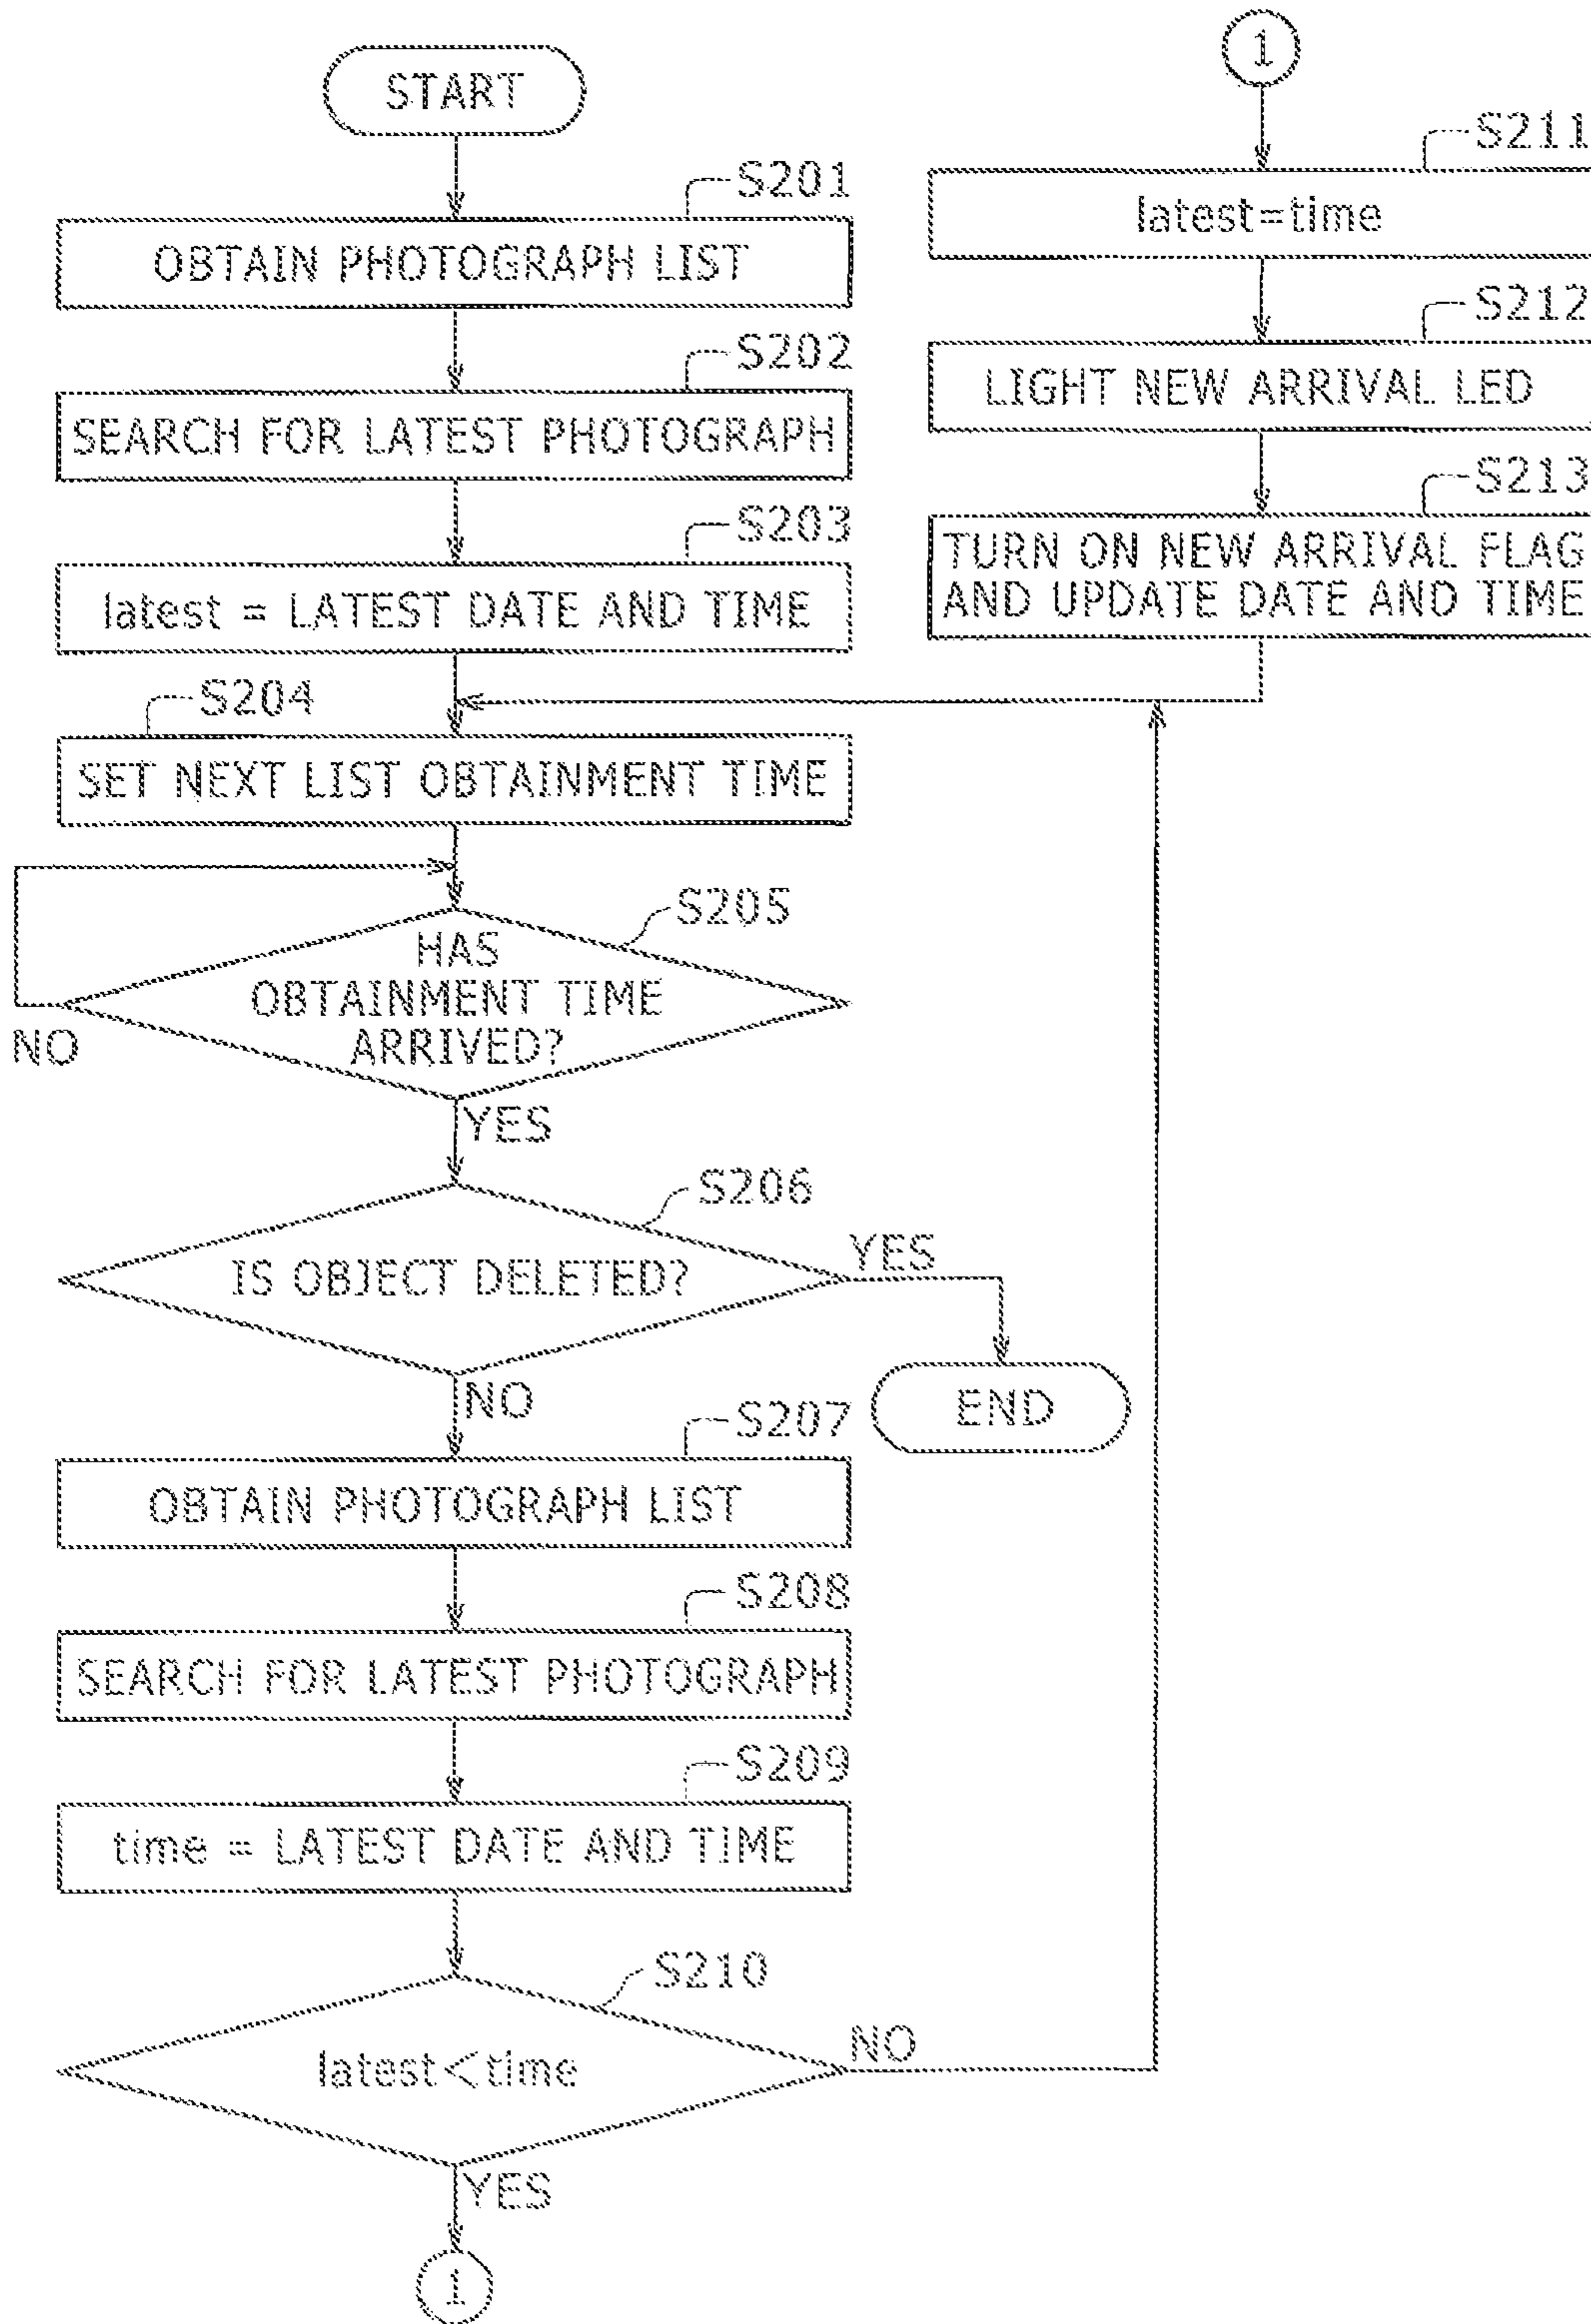 START
S201
OBTAIN PHOTOGRAPH LIST
S202
SEARCH FOR LATEST PHOTOGRAPH
S203
latest = LATEST DATE AND TIME
S204
SET NEXT LIST OBTAINMENT TIME
S205
HAS
OBTAINMENT TIME
ARRIVED?
NO
YES
S206
IS OBJECT DELETED?
YES
END
NO
S207
OBTAIN PHOTOGRAPH LIST
S208
SEARCH FOR LATEST PHOTOGRAPH
S209
time = LATEST DATE AND TIME
S210
latest<time
NO
YES
1
1
S211
latest=time
S212
LIGHT NEW ARRIVAL LED
S213
TURN ON NEW ARRIVAL FLAG
AND UPDATE DATE AND TIME